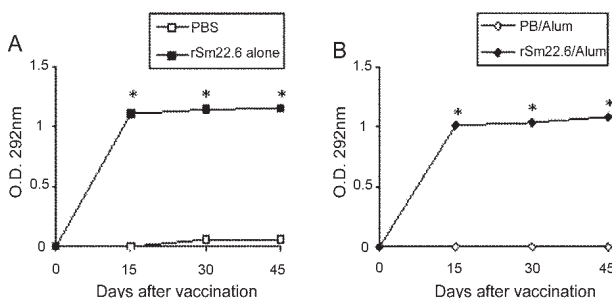 A
PBS
rSm22.6 alone
1.5
1
0.5
0
O.D. 292nm
* * *
0 15 30 45
Days after vaccination
B
PB/Alum
rSm22.6/Alum
1.5
1
0.5
0
O.D. 292nm
* * *
0 15 30 45
Days after vaccination